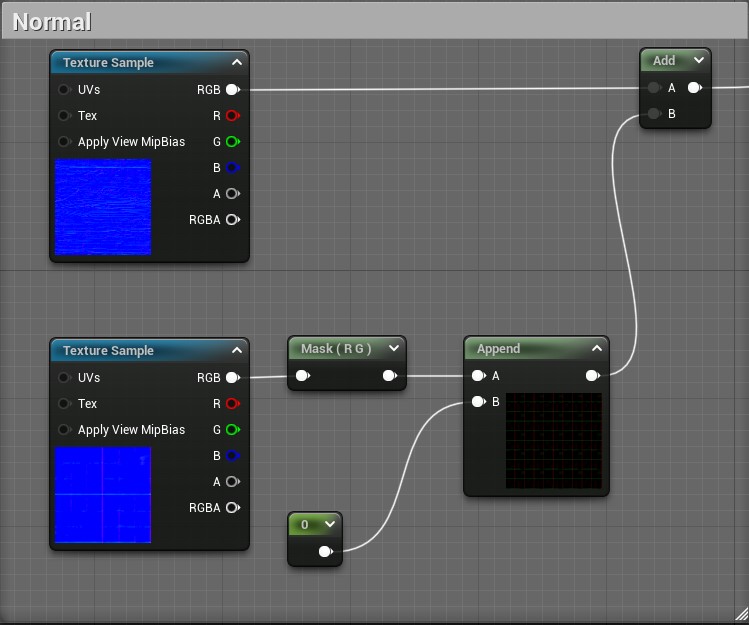 Normal
Texture Sample
UVs RGB
Tex R
Apply View MipBias G
B
A
RGBA
Add
A
B
Texture Sample
UVs RGB
Tex R
Apply View MipBias G
B
A
RGBA
Mask ( R G )
Append
A
B
0